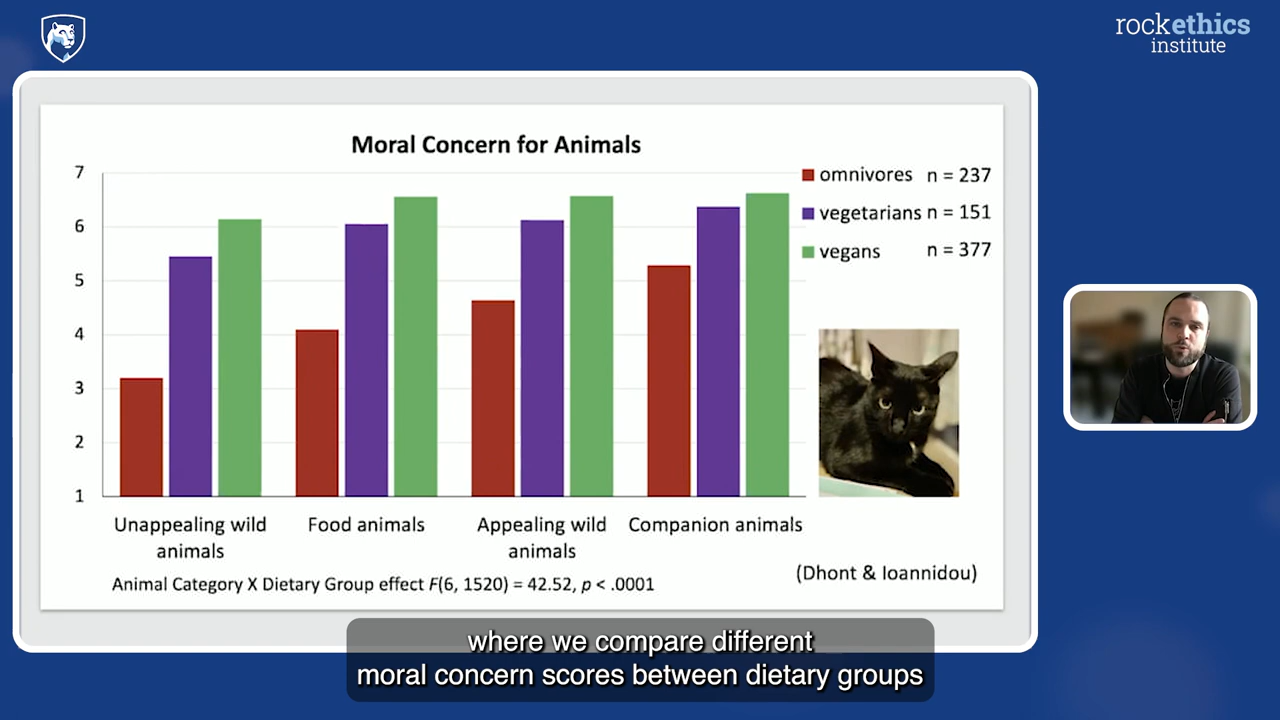 rockethics
institute
Moral Concern for Animals
7
6
5
4
3
2
1
omnivores n = 237
vegetarians n = 151
vegans n = 377
Unappealing wild
animals
Food animals
Appealing wild
animals
Companion animals
Animal Category X Dietary Group effect F(6, 1520) = 42.52, p < .0001
(Dhont & Ioannidou)
where we compare different
moral concern scores between dietary groups